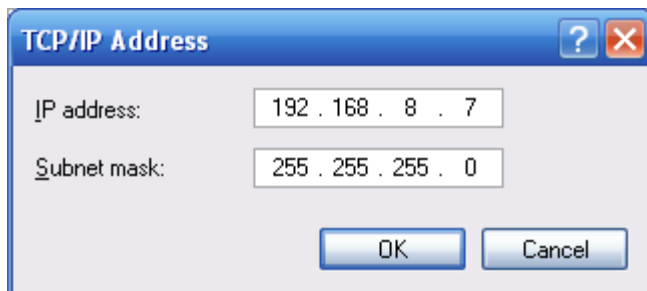 TCP/IP Address
IP address: 192 . 168 . 8 . 7
Subnet mask: 255 . 255 . 255 . 0
OK Cancel